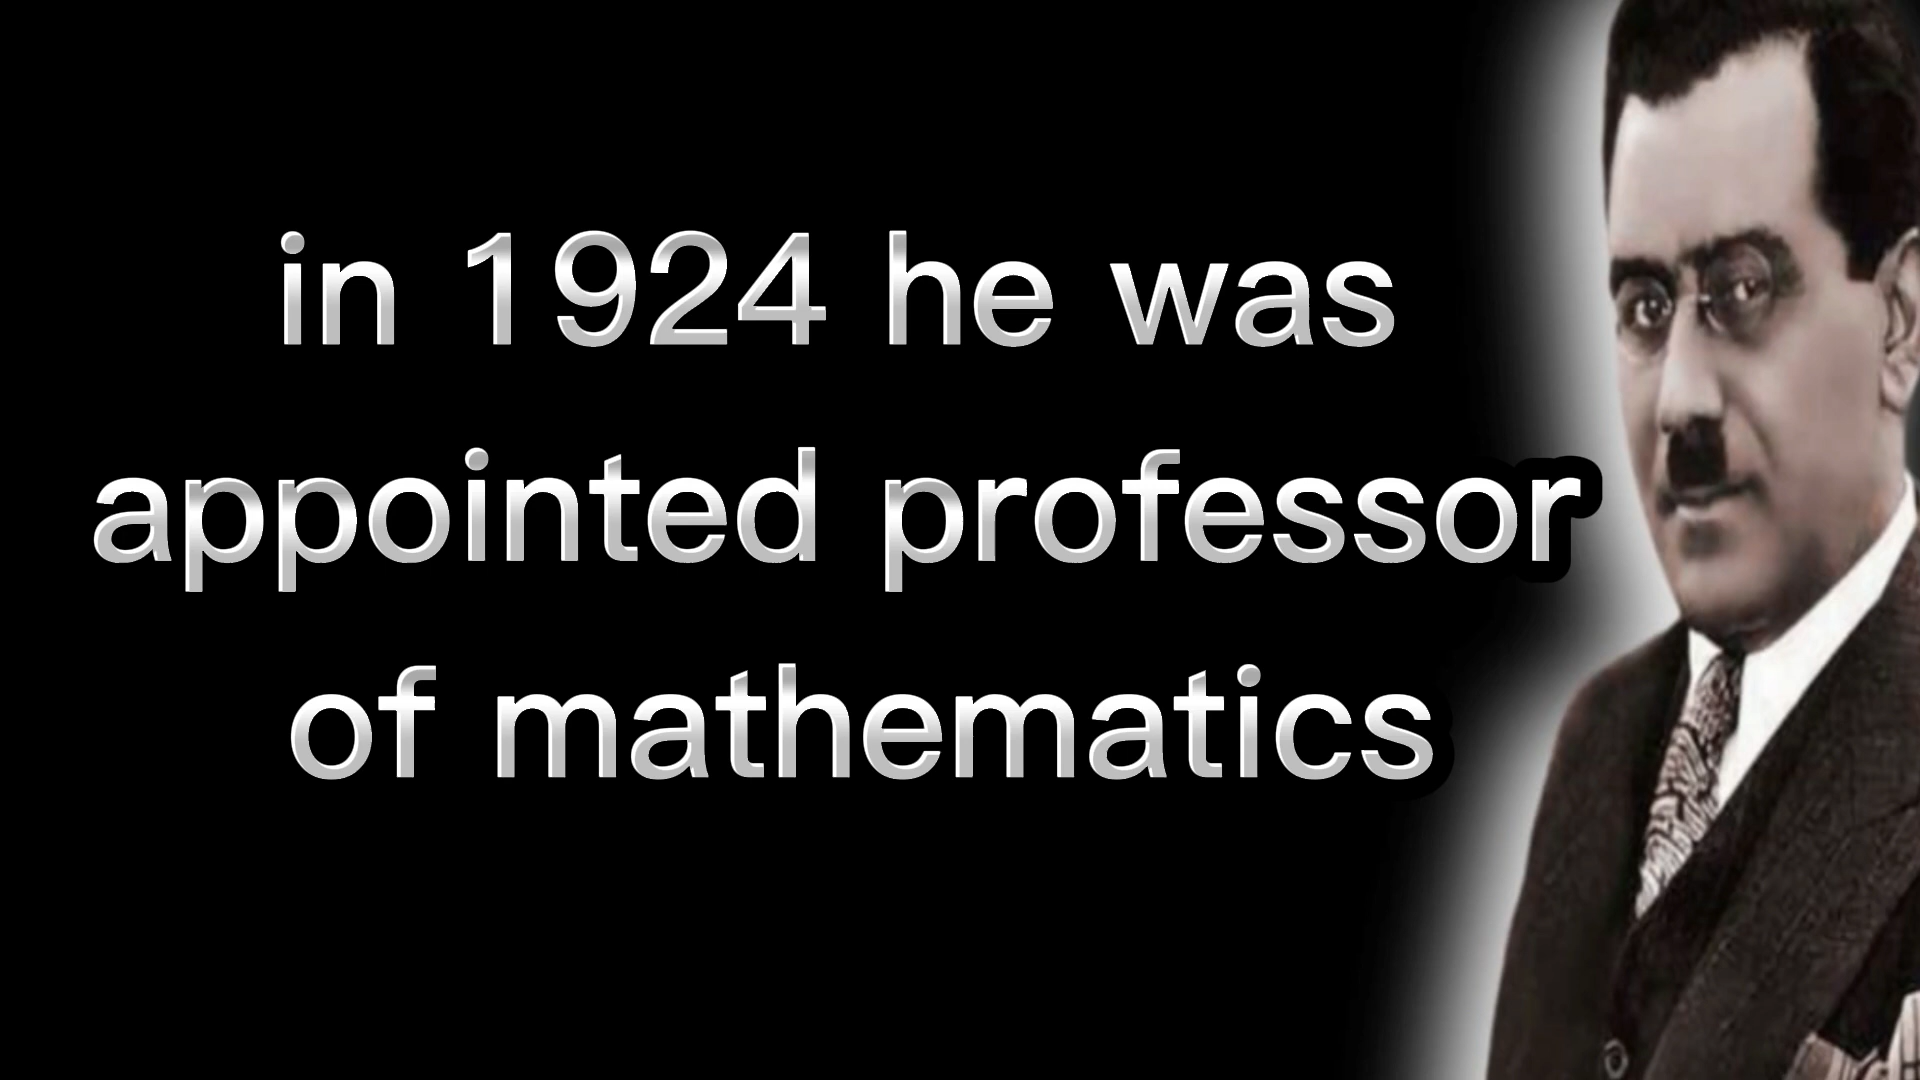 in 1924 he was
appointed professor
of mathematics